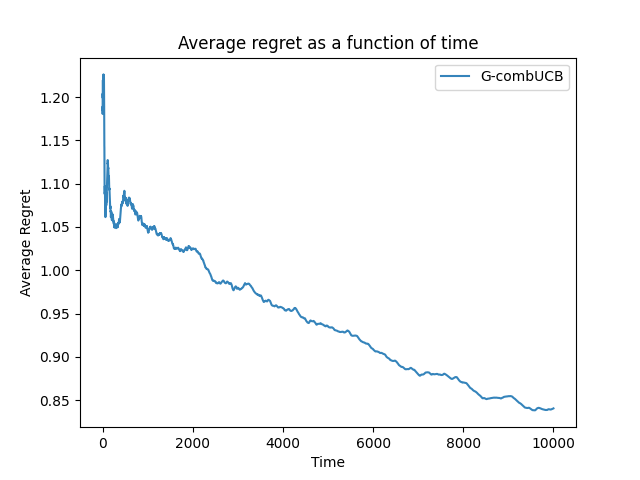 Average regret as a function of time
G-combUCB
1.20
1.15
1.10
1.05
1.00
0.95
0.90
0.85
Average Regret
0 2000 4000 6000 8000 10000
Time